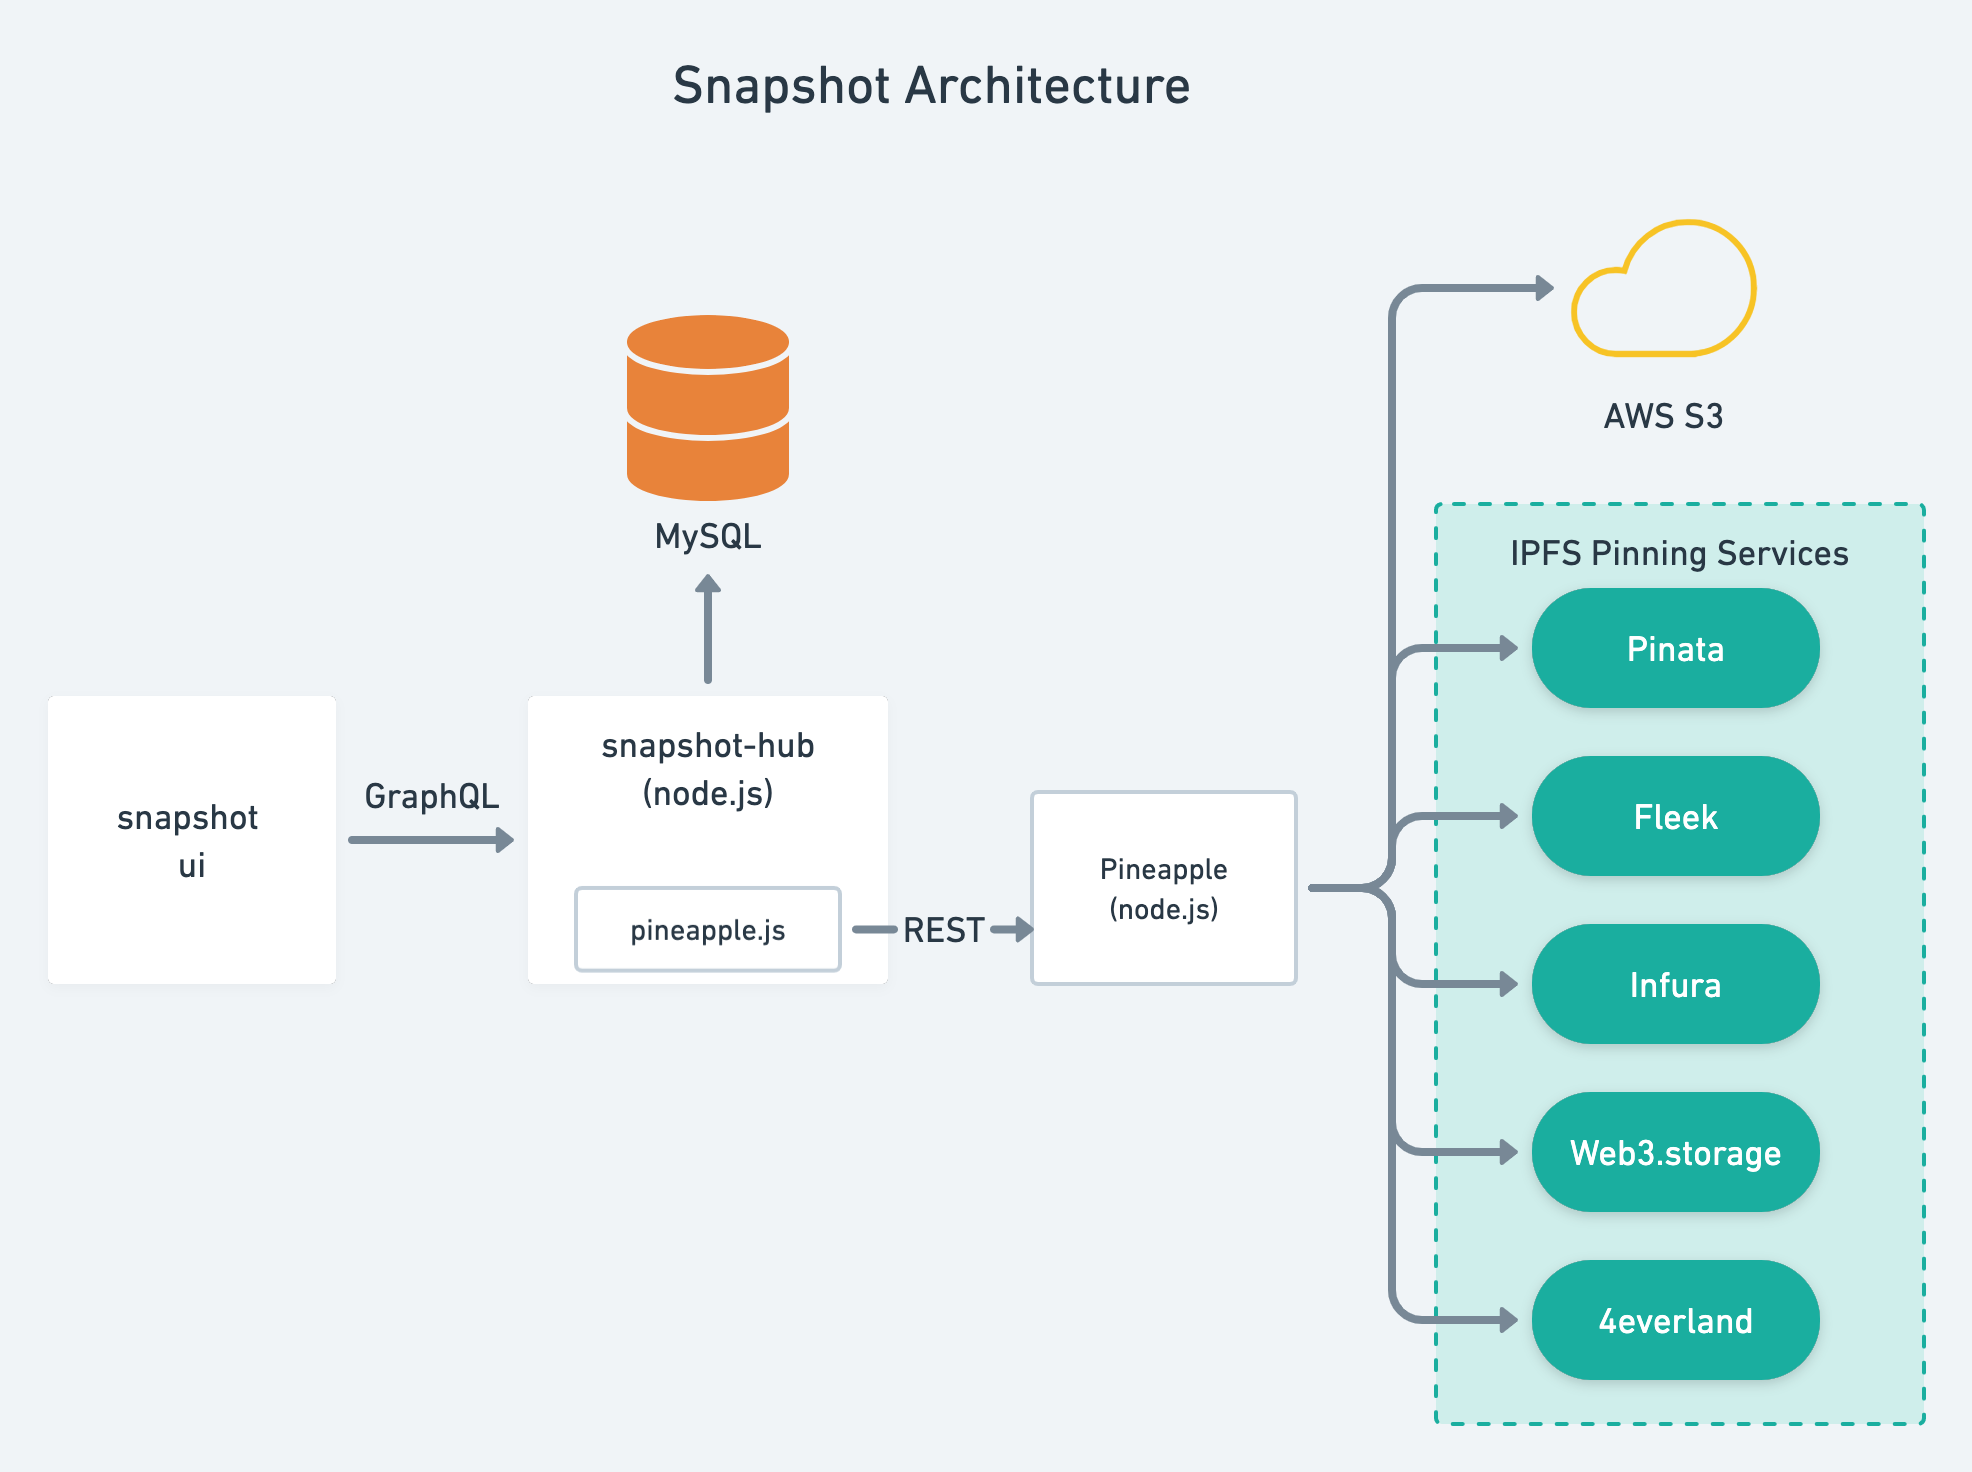 Snapshot Architecture
MySQL
snapshot
ui
GraphQL
snapshot-hub
(node.js)
pineapple.js
REST
Pineapple
(node.js)
AWS S3
IPFS Pinning Services
Pinata
Fleek
Infura
Web3.storage
4everland